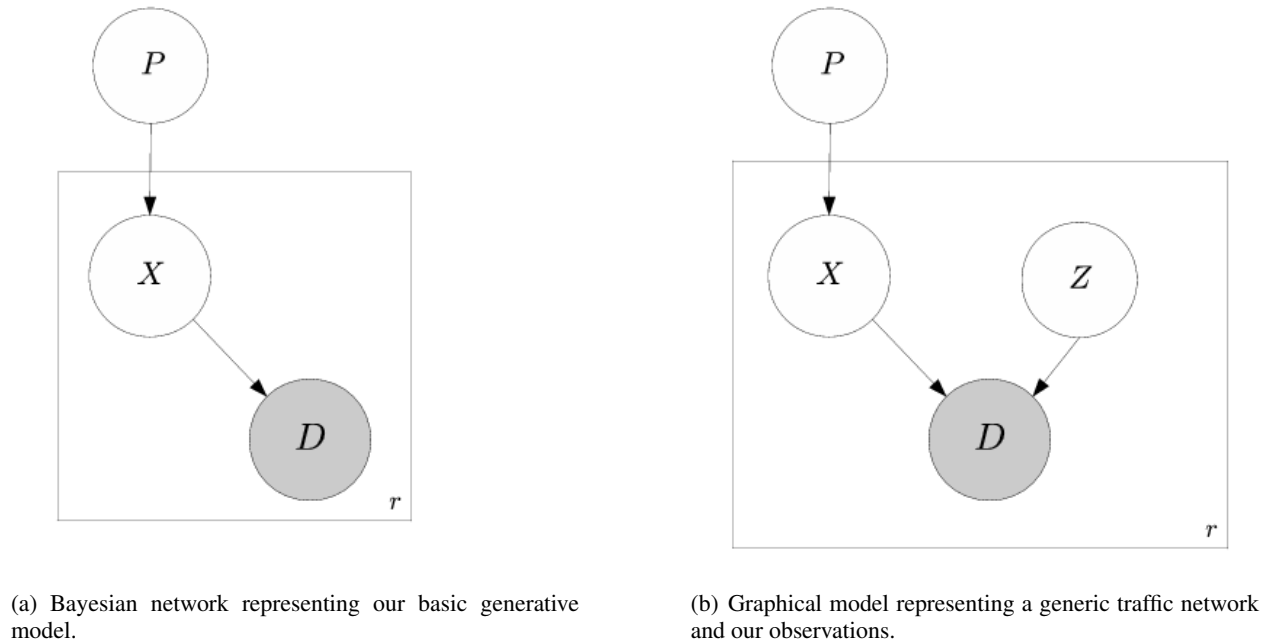 P
X
D
r
(a) Bayesian network representing our basic generative
model.
P
X
Z
D
r
(b) Graphical model representing a generic traffic network
and our observations.